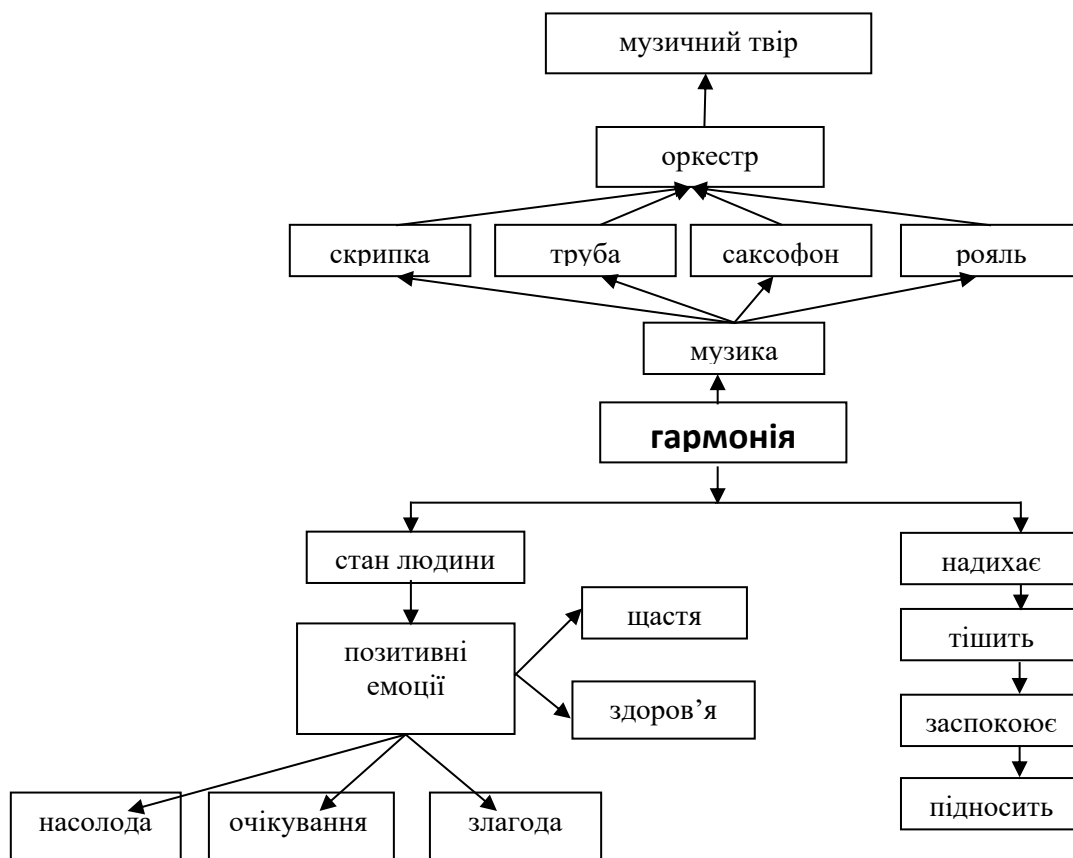 музичний твір
оркестр
скрипка
труба
саксофон
рояль
музика
гармонія
стан людини
надихає
щастя
позитивні
емоції
тішить
здоров’я
заспокоює
насолода
очікування
злагода
підносить